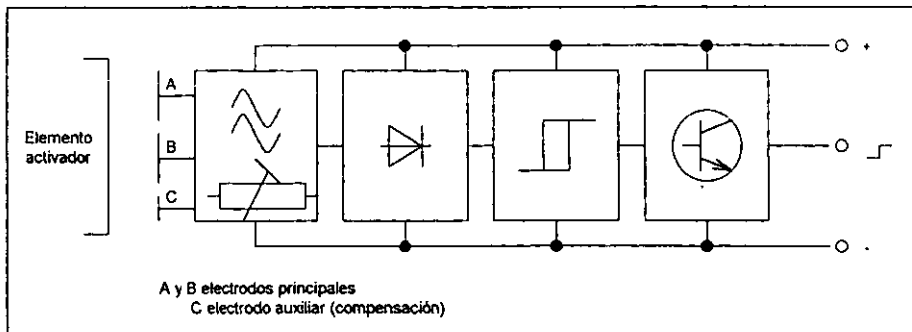 Elemento
activador
A
B
C
+
-
A y B electrodos principales
C electrodo auxiliar (compensación)